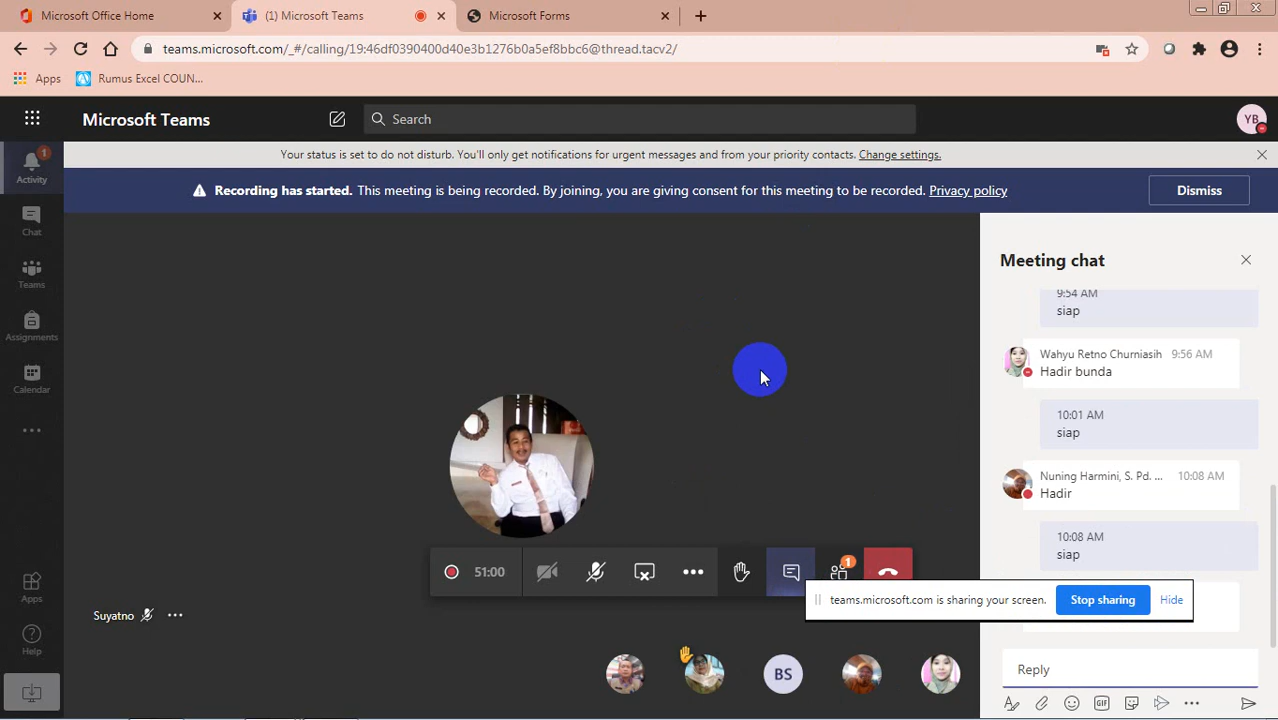 Microsoft Office Home
(1) Microsoft Teams
Microsoft Forms
teams.microsoft.com/_#/calling/19:46df0390400d40e3b1276b0a5ef8bbc6@thread.tacv2/
Apps
Rumus Excel COUN...
Microsoft Teams
Search
YB
Your status is set to do not disturb. You'll only get notifications for urgent messages and from your priority contacts. Change settings.
Recording has started. This meeting is being recorded. By joining, you are giving consent for this meeting to be recorded. Privacy policy
Dismiss
1
Activity
Chat
Teams
Assignments
Calendar
Apps
Help
Meeting chat
9:54 AM
siap
Wahyu Retno Churniasih 9:56 AM
Hadir bunda
10:01 AM
siap
Nuning Harmini, S. Pd. ... 10:08 AM
Hadir
10:08 AM
siap
51:00
1
teams.microsoft.com is sharing your screen.
Stop sharing
Hide
Suyatno
BS
Reply
GIF